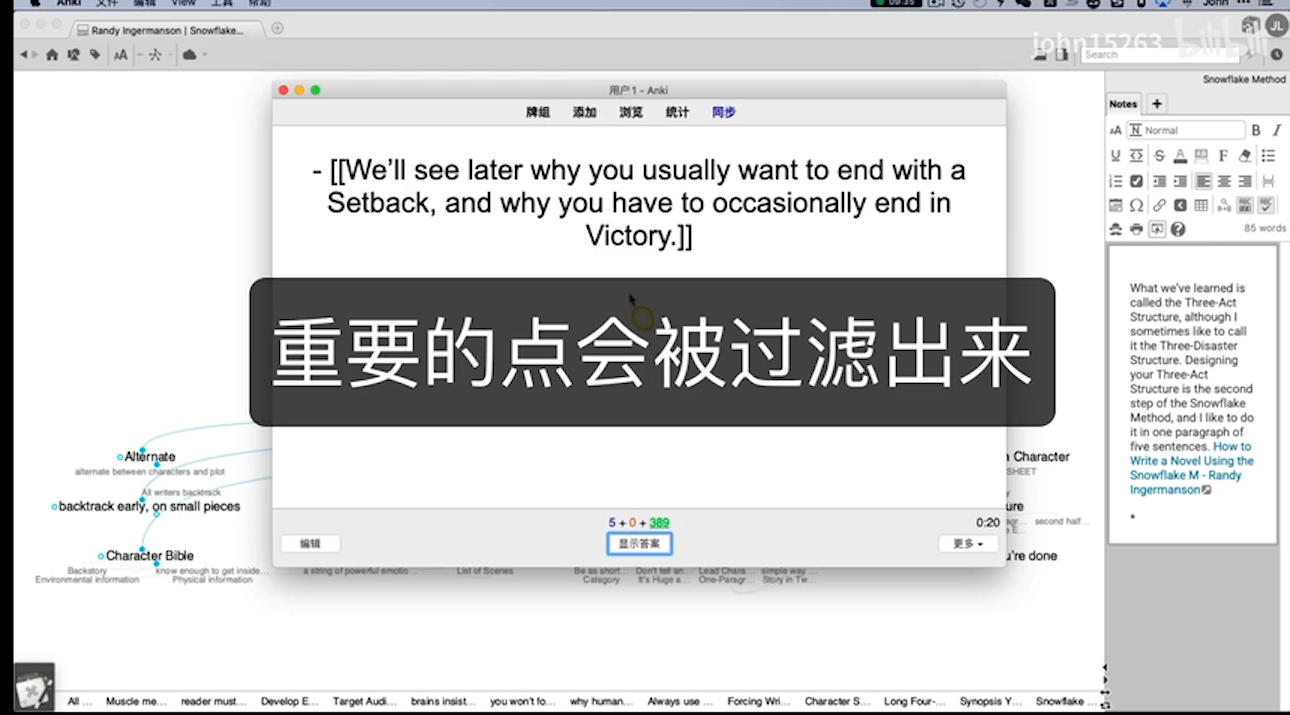 Anki 文件 编辑 View 工具 帮助
09:35
John
Randy Ingermanson | Snowflake...
john15263 bilibili
JL
AA
Search
Snowflake Method
用户1 - Anki
牌组 添加 浏览 统计 同步
- [[We'll see later why you usually want to end with a
Setback, and why you have to occasionally end in
Victory.]]
重要的点会被过滤出来
5 + 0 + 389
0:20
编辑
显示答案
更多
Notes
AA N Normal B I
85 words
What we've learned is
called the Three-Act
Structure, although I
sometimes like to call
it the Three-Disaster
Structure. Designing
your Three-Act
Structure is the second
step of the Snowflake
Method, and I like to do
it in one paragraph of
five sentences. How to
Write a Novel Using the
Snowflake M - Randy
Ingermanson
*
Alternate
alternate between characters and plot
All writers backtrack
backtrack early, on small pieces
Character Bible
Backstory know enough to get inside...
Environmental information Physical information
a string of powerful emotio...
List of Scenes
Be as short... Don't tell an Lead Chara... simple way ...
Category It's Huge a... One-Paragr... Story in Tw...
Character
SHEET
ure
second half...
're done
All ... Muscle me... reader must... Develop E... Target Audi... brains insist... you won't fo... why human... Always use ... Forcing Wri... Character S... Long Four-... Synopsis Y... Snowflake ...